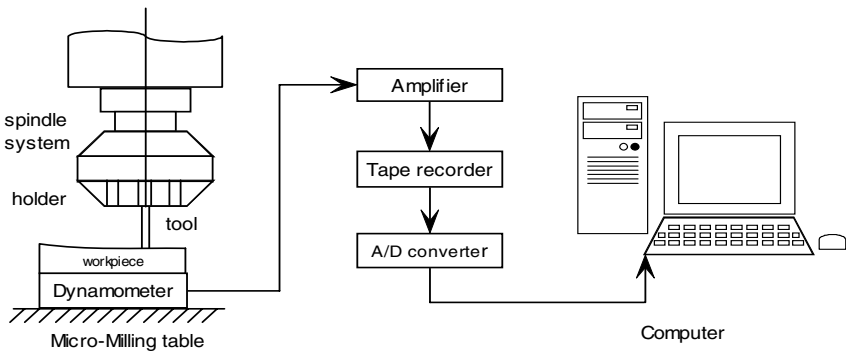 spindle
system
holder
tool
workpiece
Dynamometer
Micro-Milling table
Amplifier
Tape recorder
A/D converter
Computer